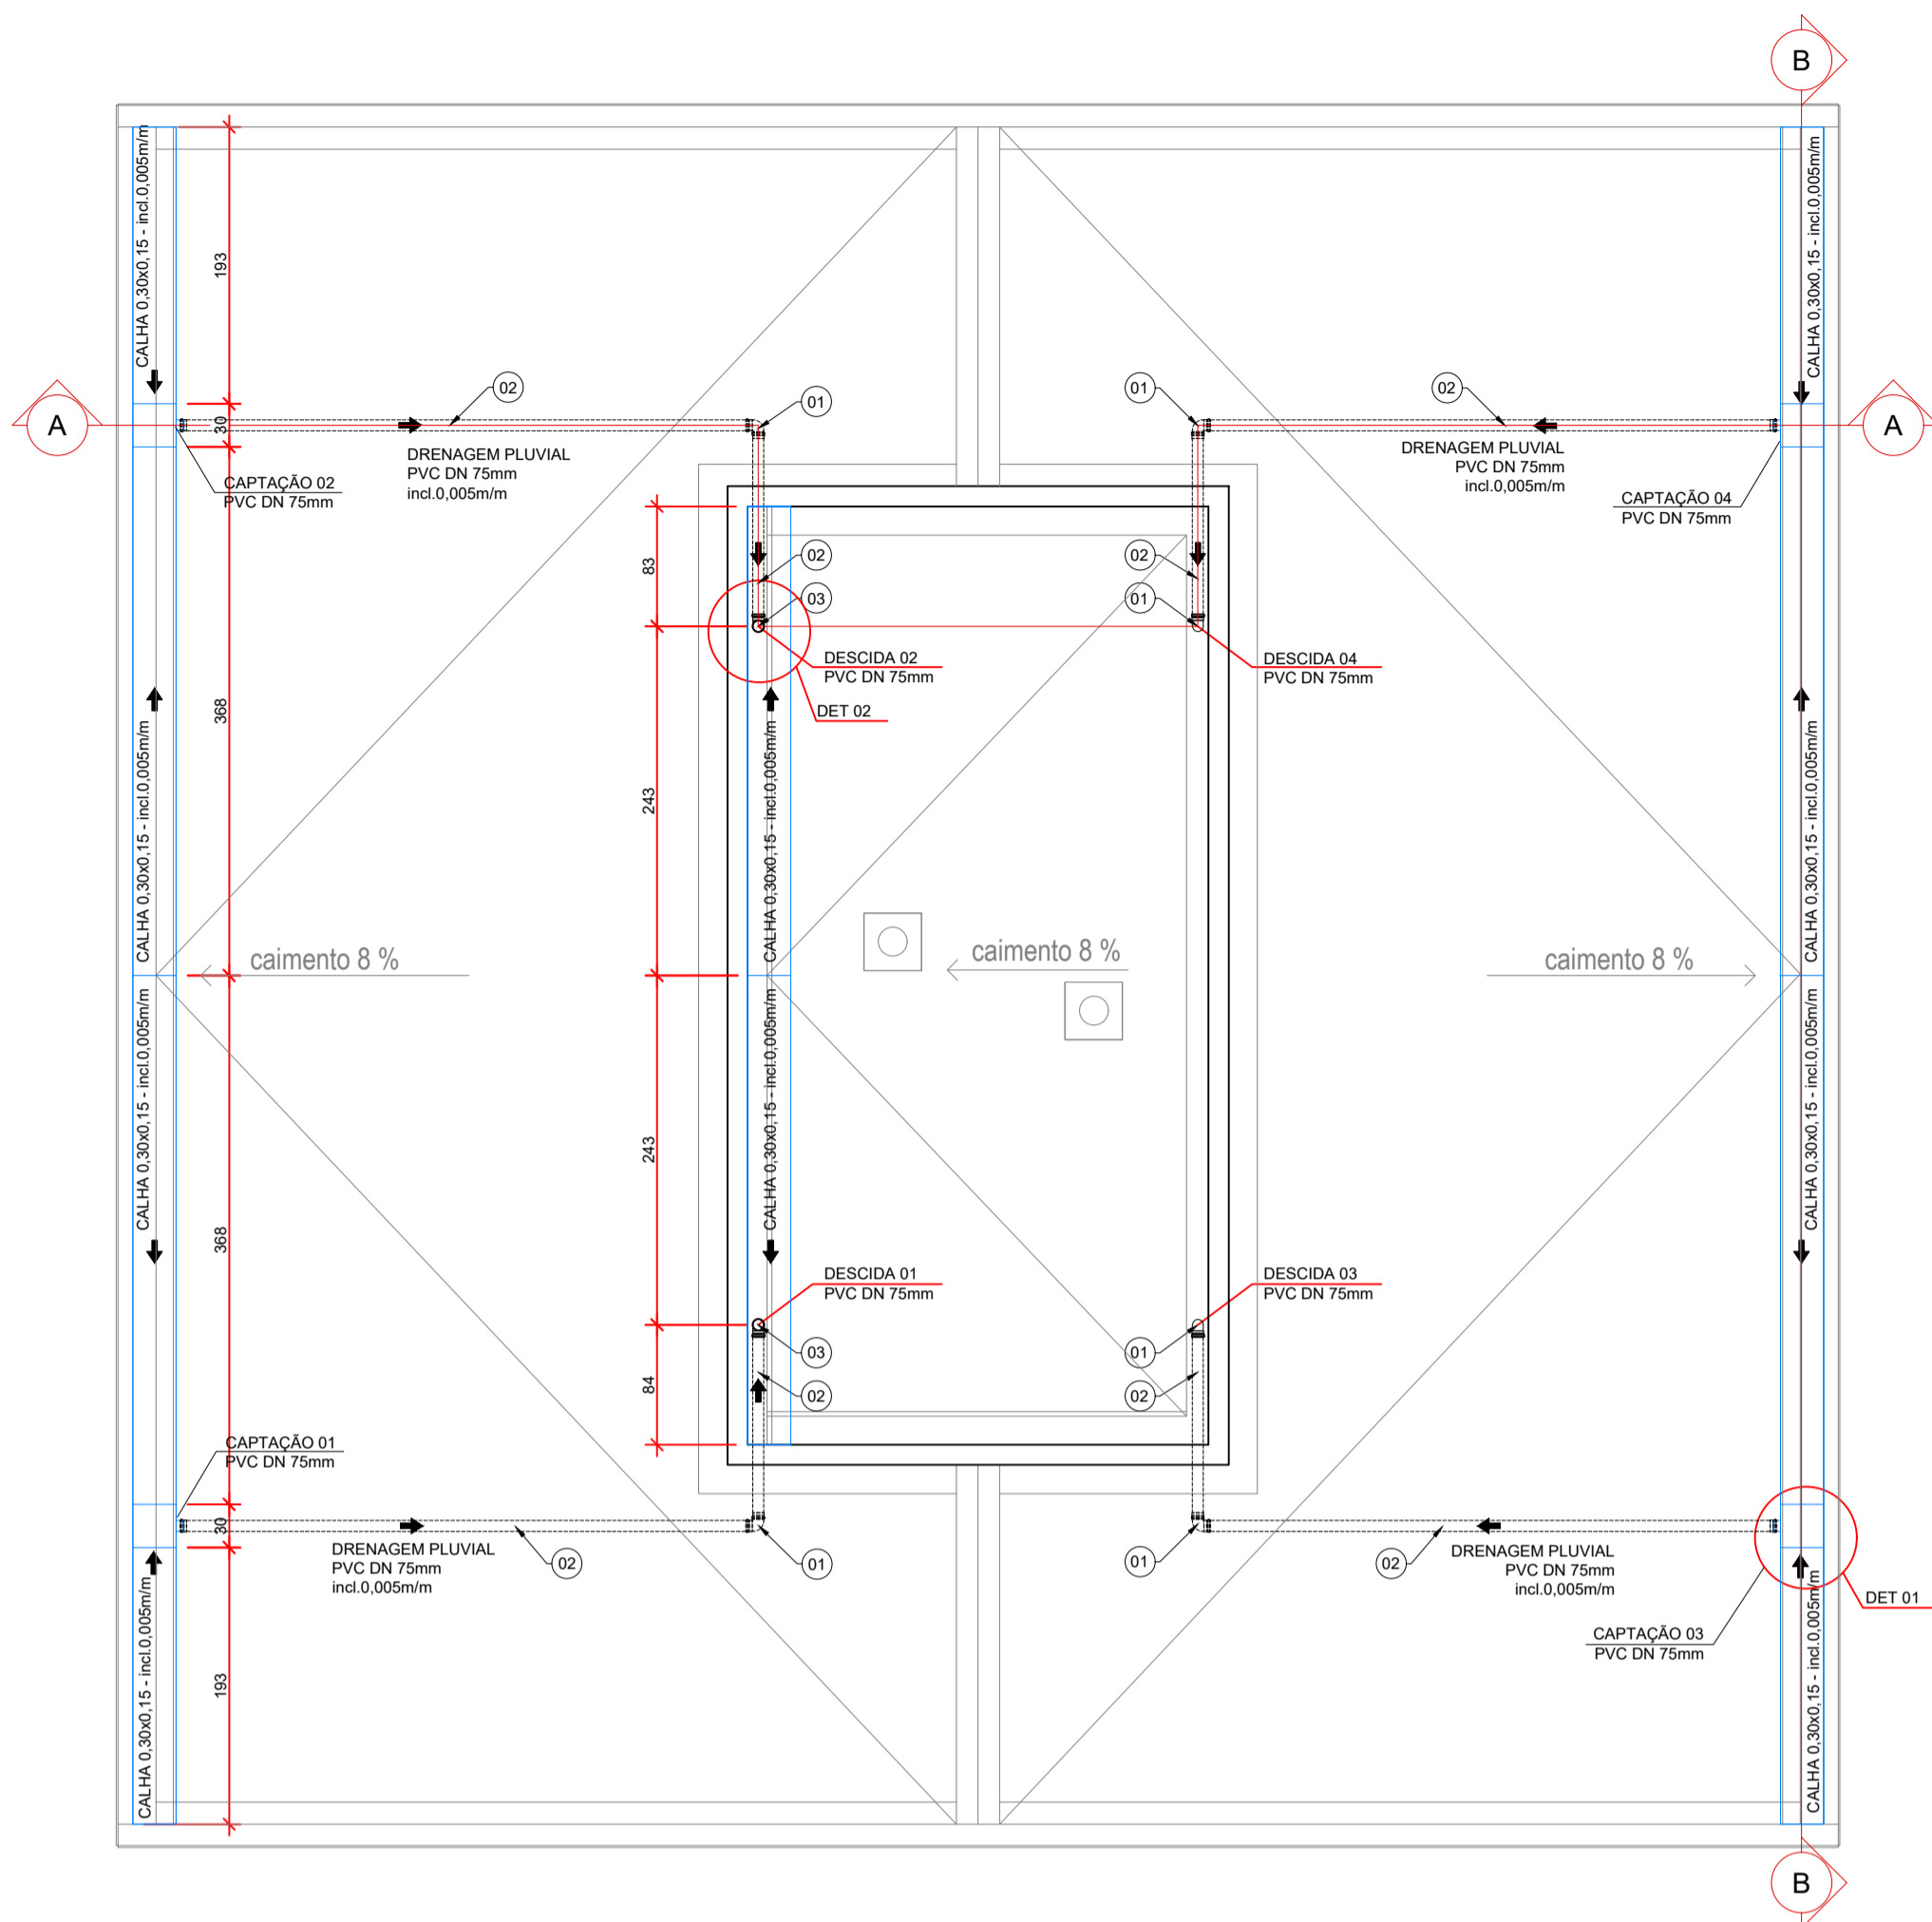 B
CALHA 0,30x0,15 - incl.0,005m/m
193
CALHA 0,30x0,15 - incl.0,005m/m
02
01
01
02
A
30
A
DRENAGEM PLUVIAL
PVC DN 75mm
incl.0,005m/m
DRENAGEM PLUVIAL
PVC DN 75mm
incl.0,005m/m
CAPTAÇÃO 02
PVC DN 75mm
CAPTAÇÃO 04
PVC DN 75mm
83
02
02
03
01
DESCIDA 02
PVC DN 75mm
DESCIDA 04
PVC DN 75mm
DET 02
368
243
CALHA 0,30x0,15 - incl.0,005m/m
CALHA 0,30x0,15 - incl.0,005m/m
CALHA 0,30x0,15 - incl.0,005m/m
caimento 8 %
caimento 8 %
caimento 8 %
CALHA 0,30x0,15 - incl.0,005m/m
CALHA 0,30x0,15 - incl.0,005m/m
CALHA 0,30x0,15 - incl.0,005m/m
243
368
DESCIDA 01
PVC DN 75mm
DESCIDA 03
PVC DN 75mm
03
01
84
02
02
CAPTAÇÃO 01
PVC DN 75mm
30
DRENAGEM PLUVIAL
PVC DN 75mm
incl.0,005m/m
02
01
01
02
DRENAGEM PLUVIAL
PVC DN 75mm
incl.0,005m/m
DET 01
CAPTAÇÃO 03
PVC DN 75mm
CALHA 0,30x0,15 - incl.0,005m/m
193
CALHA 0,30x0,15 - incl.0,005m/m
B